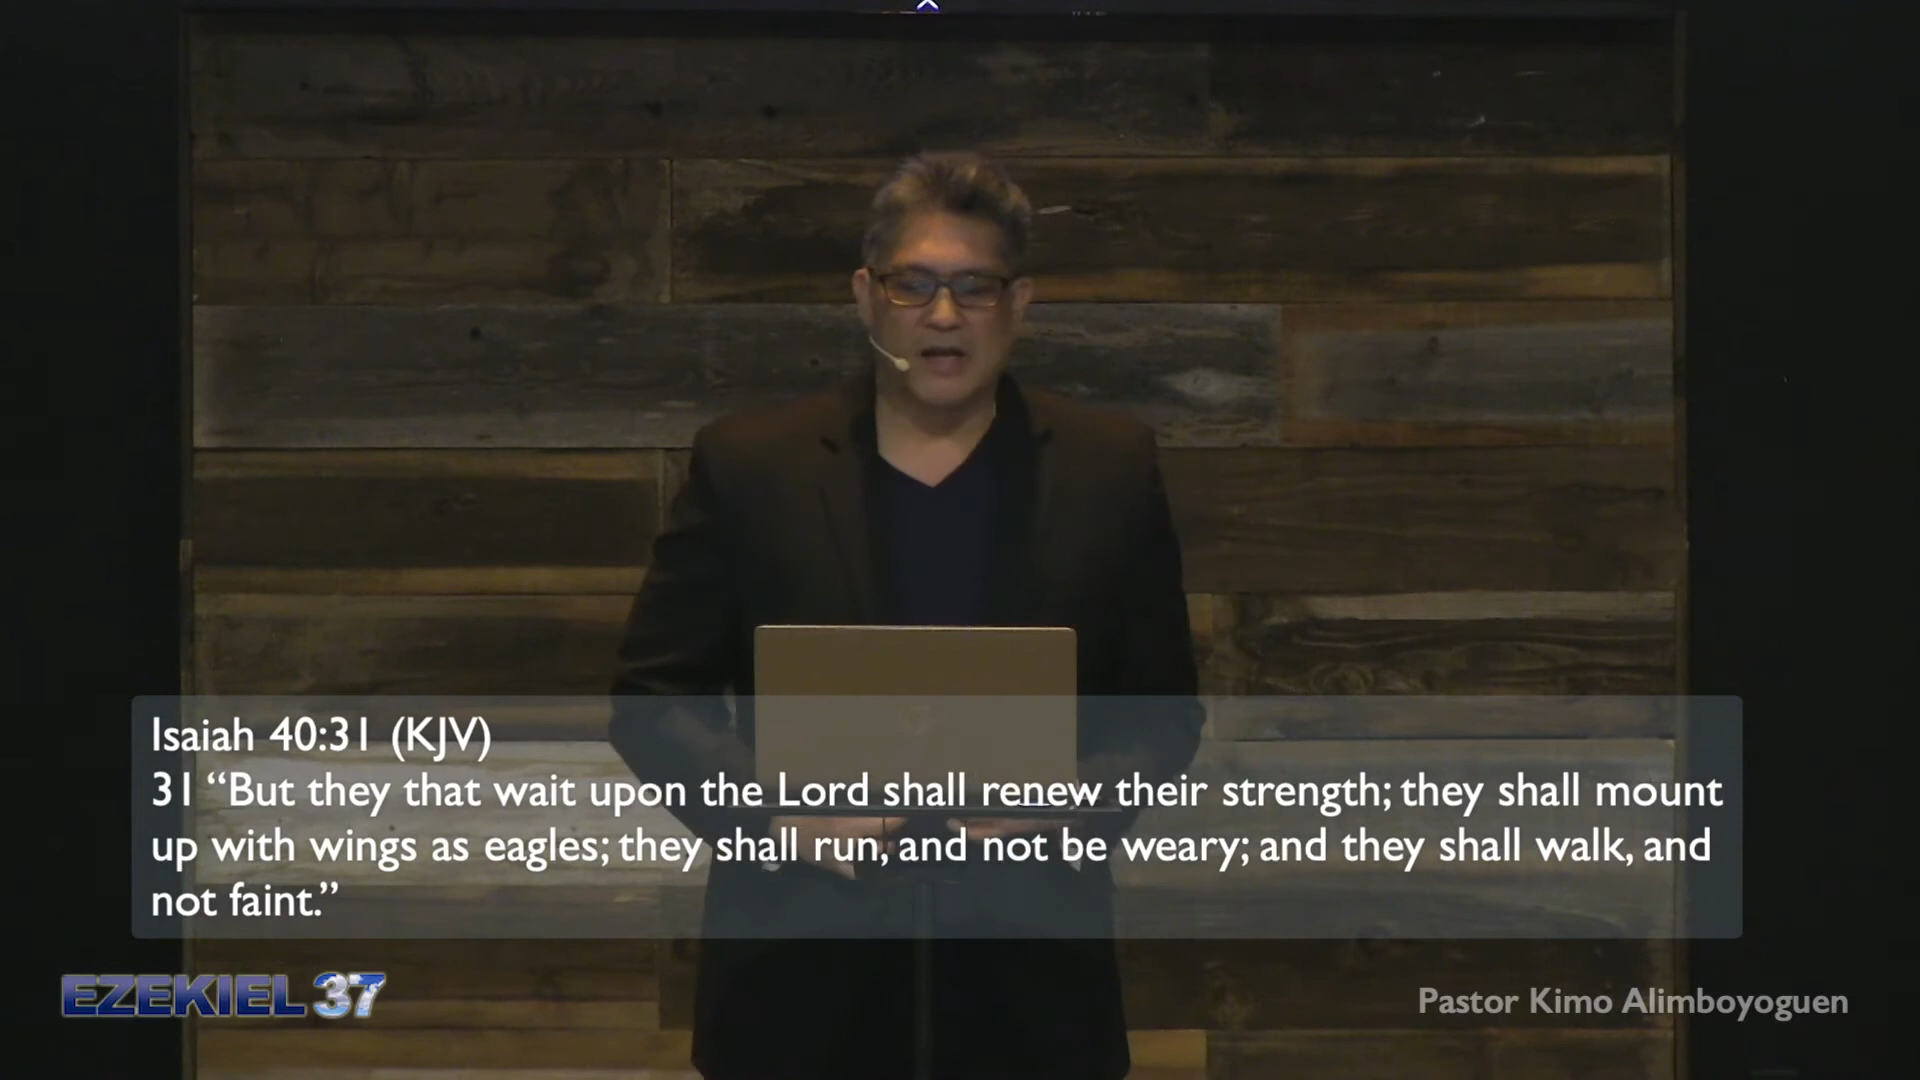 Isaiah 40:31 (KJV)
31 “But they that wait upon the Lord shall renew their strength; they shall mount
up with wings as eagles; they shall run, and not be weary; and they shall walk, and
not faint.”
EZEKIEL 37
Pastor Kimo Alimboyoguen